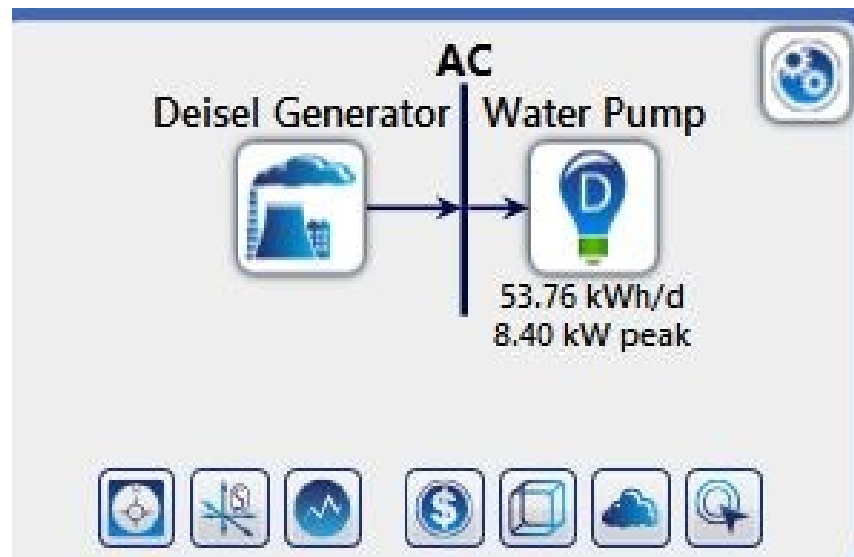 AC
Deisel Generator Water Pump
D
53.76 kWh/d
8.40 kW peak
S
$